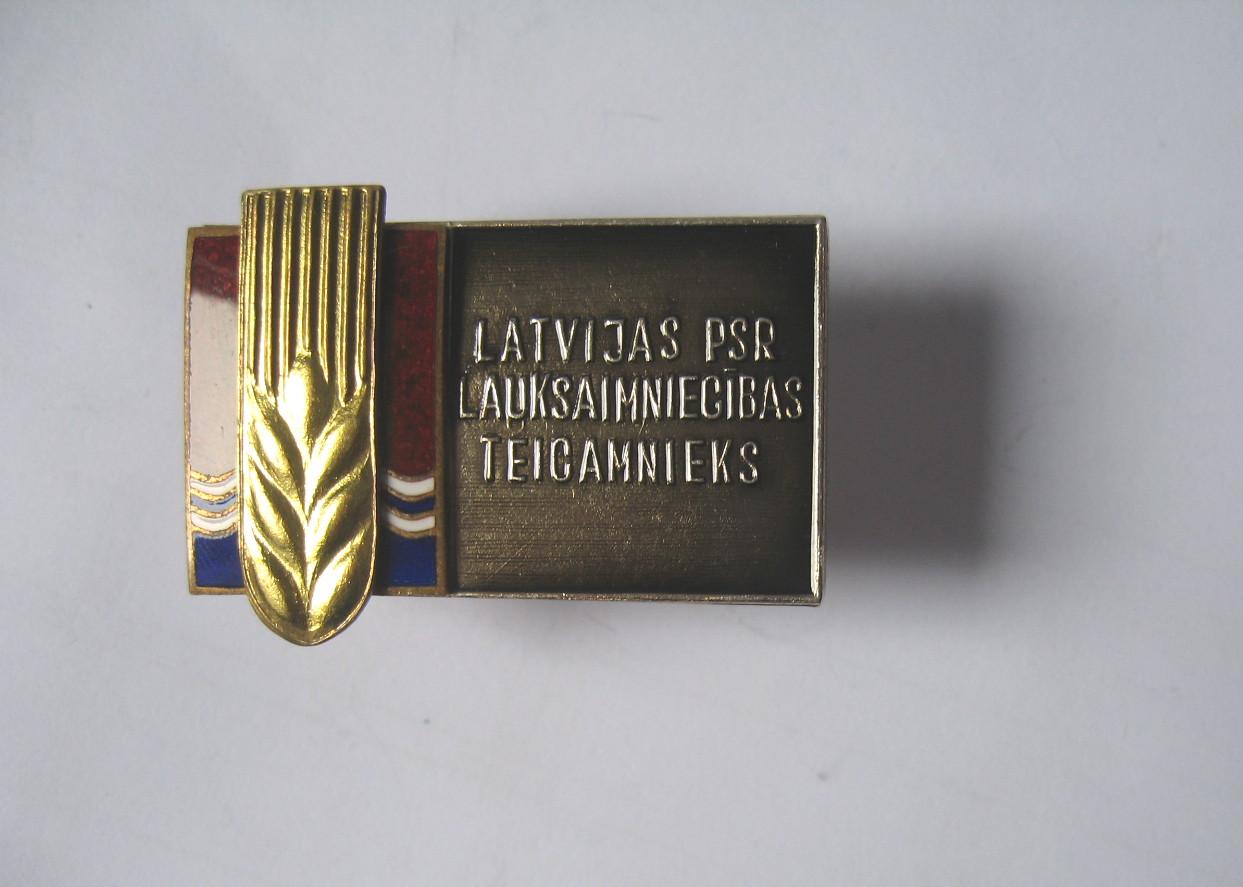 LATVIJAS PSR
LAUKSAIMNIECĪBAS
TEICAMNIEKS